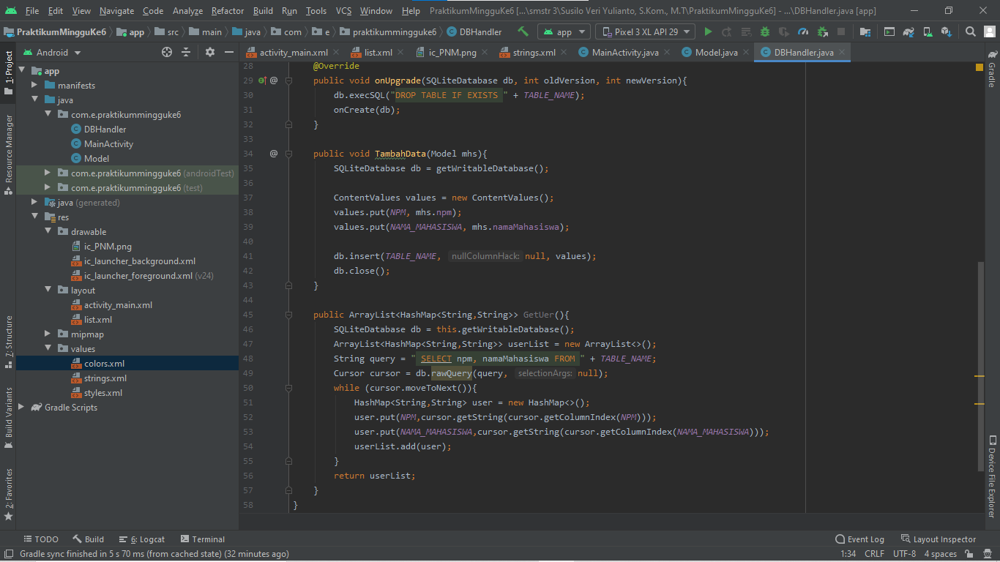 File Edit View Navigate Code Analyze Refactor Build Run Tools VCS Window Help PraktikumMingguKe6 [...\smstr 3\Susilo Veri Yulianto, S.Kom., M.T\PraktikumMingguKe6] - ...\DBHandler.java [app]
PraktikumMingguKe6 app src main java com e praktikummingguke6 DBHandler app Pixel 3 XL API 29
Android activity_main.xml list.xml ic_PNM.png strings.xml MainActivity.java Model.java DBHandler.java
1: Project
Resource Manager
7: Structure
Build Variants
2: Favorites
app
manifests
java
com.e.praktikummingguke6
DBHandler
MainActivity
Model
com.e.praktikummingguke6 (androidTest)
com.e.praktikummingguke6 (test)
java (generated)
res
drawable
ic_PNM.png
ic_launcher_background.xml
ic_launcher_foreground.xml (v24)
layout
activity_main.xml
list.xml
mipmap
values
colors.xml
strings.xml
styles.xml
Gradle Scripts
28 @Override
29 @ public void onUpgrade(SQLiteDatabase db, int oldVersion, int newVersion){
30 db.execSQL("DROP TABLE IF EXISTS " + TABLE_NAME);
31 onCreate(db);
32 }
33
34 @ public void TambahData(Model mhs){
35 SQLiteDatabase db = getWritableDatabase();
36
37 ContentValues values = new ContentValues();
38 values.put(NPM, mhs.npm);
39 values.put(NAMA_MAHASISWA, mhs.namaMahasiswa);
40
41 db.insert(TABLE_NAME, nullColumnHack: null, values);
42 db.close();
43 }
44
45 public ArrayList<HashMap<String,String>> GetUer(){
46 SQLiteDatabase db = this.getWritableDatabase();
47 ArrayList<HashMap<String,String>> userList = new ArrayList<>();
48 String query = " SELECT npm, namaMahasiswa FROM " + TABLE_NAME;
49 Cursor cursor = db.rawQuery(query, selectionArgs: null);
50 while (cursor.moveToNext()){
51 HashMap<String,String> user = new HashMap<>();
52 user.put(NPM,cursor.getString(cursor.getColumnIndex(NPM)));
53 user.put(NAMA_MAHASISWA,cursor.getString(cursor.getColumnIndex(NAMA_MAHASISWA)));
54 userList.add(user);
55 }
56 return userList;
57 }
58 }
Gradle
Device File Explorer
TODO Build 6: Logcat Terminal Event Log Layout Inspector
Gradle sync finished in 5 s 70 ms (from cached state) (32 minutes ago) 1:34 CRLF UTF-8 4 spaces